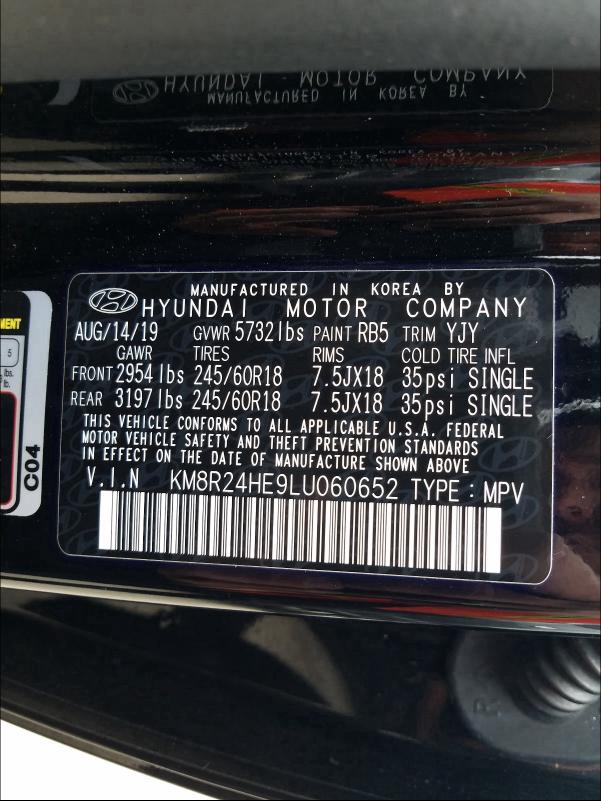 MANUFACTURED IN KOREA BY
HYUNDAI MOTOR COMPANY
AUG/14/19 GVWR 5732lbs PAINT RB5 TRIM YJY
GAWR TIRES RIMS COLD TIRE INFL
FRONT 2954lbs 245/60R18 7.5JX18 35psi SINGLE
REAR 3197lbs 245/60R18 7.5JX18 35psi SINGLE
THIS VEHICLE CONFORMS TO ALL APPLICABLE U.S.A. FEDERAL
MOTOR VEHICLE SAFETY AND THEFT PREVENTION STANDARDS
IN EFFECT ON THE DATE OF MANUFACTURE SHOWN ABOVE
V.I.N KM8R24HE9LU060652 TYPE : MPV
5
lbs.
lb.
C04
R